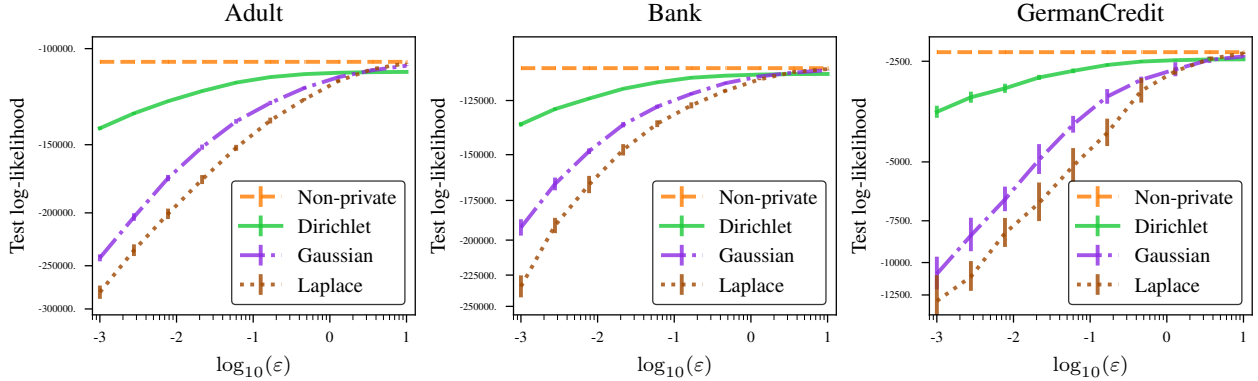 Adult
Test log-likelihood
-100000.
-150000.
-200000.
-250000.
-300000.
Non-private
Dirichlet
Gaussian
Laplace
-3 -2 -1 0 1
log₁₀(ε)
Bank
Test log-likelihood
-125000.
-150000.
-175000.
-200000.
-225000.
-250000.
Non-private
Dirichlet
Gaussian
Laplace
-3 -2 -1 0 1
log₁₀(ε)
GermanCredit
Test log-likelihood
-2500.
-5000.
-7500.
-10000.
-12500.
Non-private
Dirichlet
Gaussian
Laplace
-3 -2 -1 0 1
log₁₀(ε)